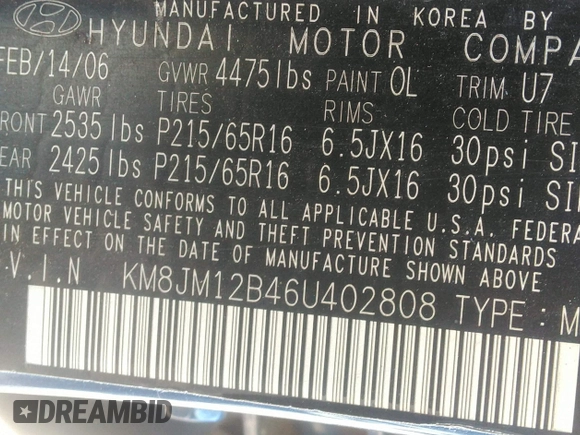 MANUFACTURED IN KOREA BY
HYUNDAI MOTOR COMPA
FEB/14/06 GVWR 4475lbs PAINT OL TRIM U7
GAWR TIRES RIMS COLD TIRE
FRONT 2535lbs P215/65R16 6.5JX16 30psi SI
EAR 2425lbs P215/65R16 6.5JX16 30psi SI
THIS VEHICLE CONFORMS TO ALL APPLICABLE U.S.A. FEDERA
MOTOR VEHICLE SAFETY AND THEFT PREVENTION STANDARDS
IN EFFECT ON THE DATE OF MANUFACTURE SHOWN ABOVE
V.I.N KM8JM12B46U402808 TYPE: M
DREAMBID